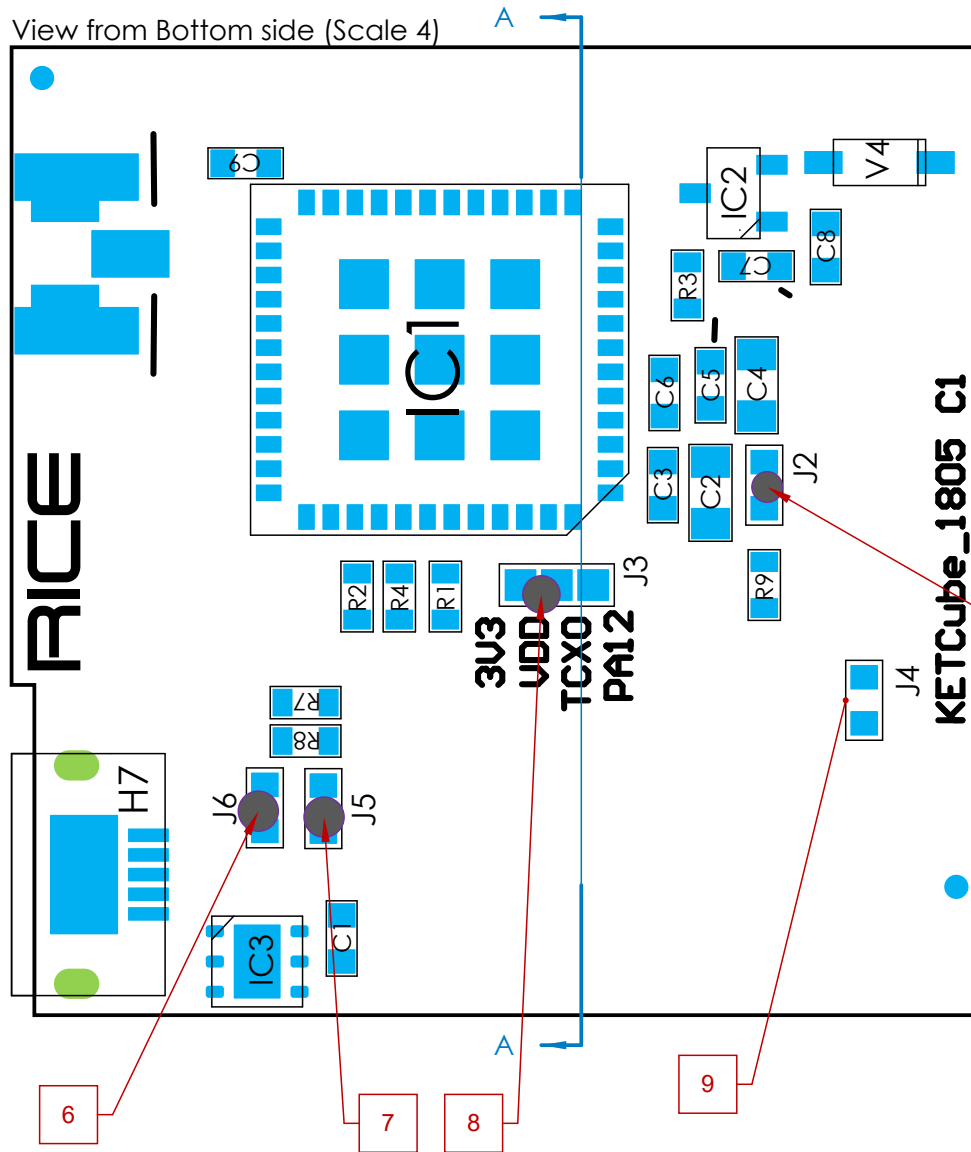 View from Bottom side (Scale 4)
A
C9
IC2
V4
C7
C8
R3
IC1
C6
C5
C4
C3
C2
J2
KETCube_1805 C1
RICE
R2
R4
R1
J3
R9
3V3
VDD
TCXO
PA12
J4
R7
R8
H7
J6
J5
IC3
C1
A
6
7
8
9